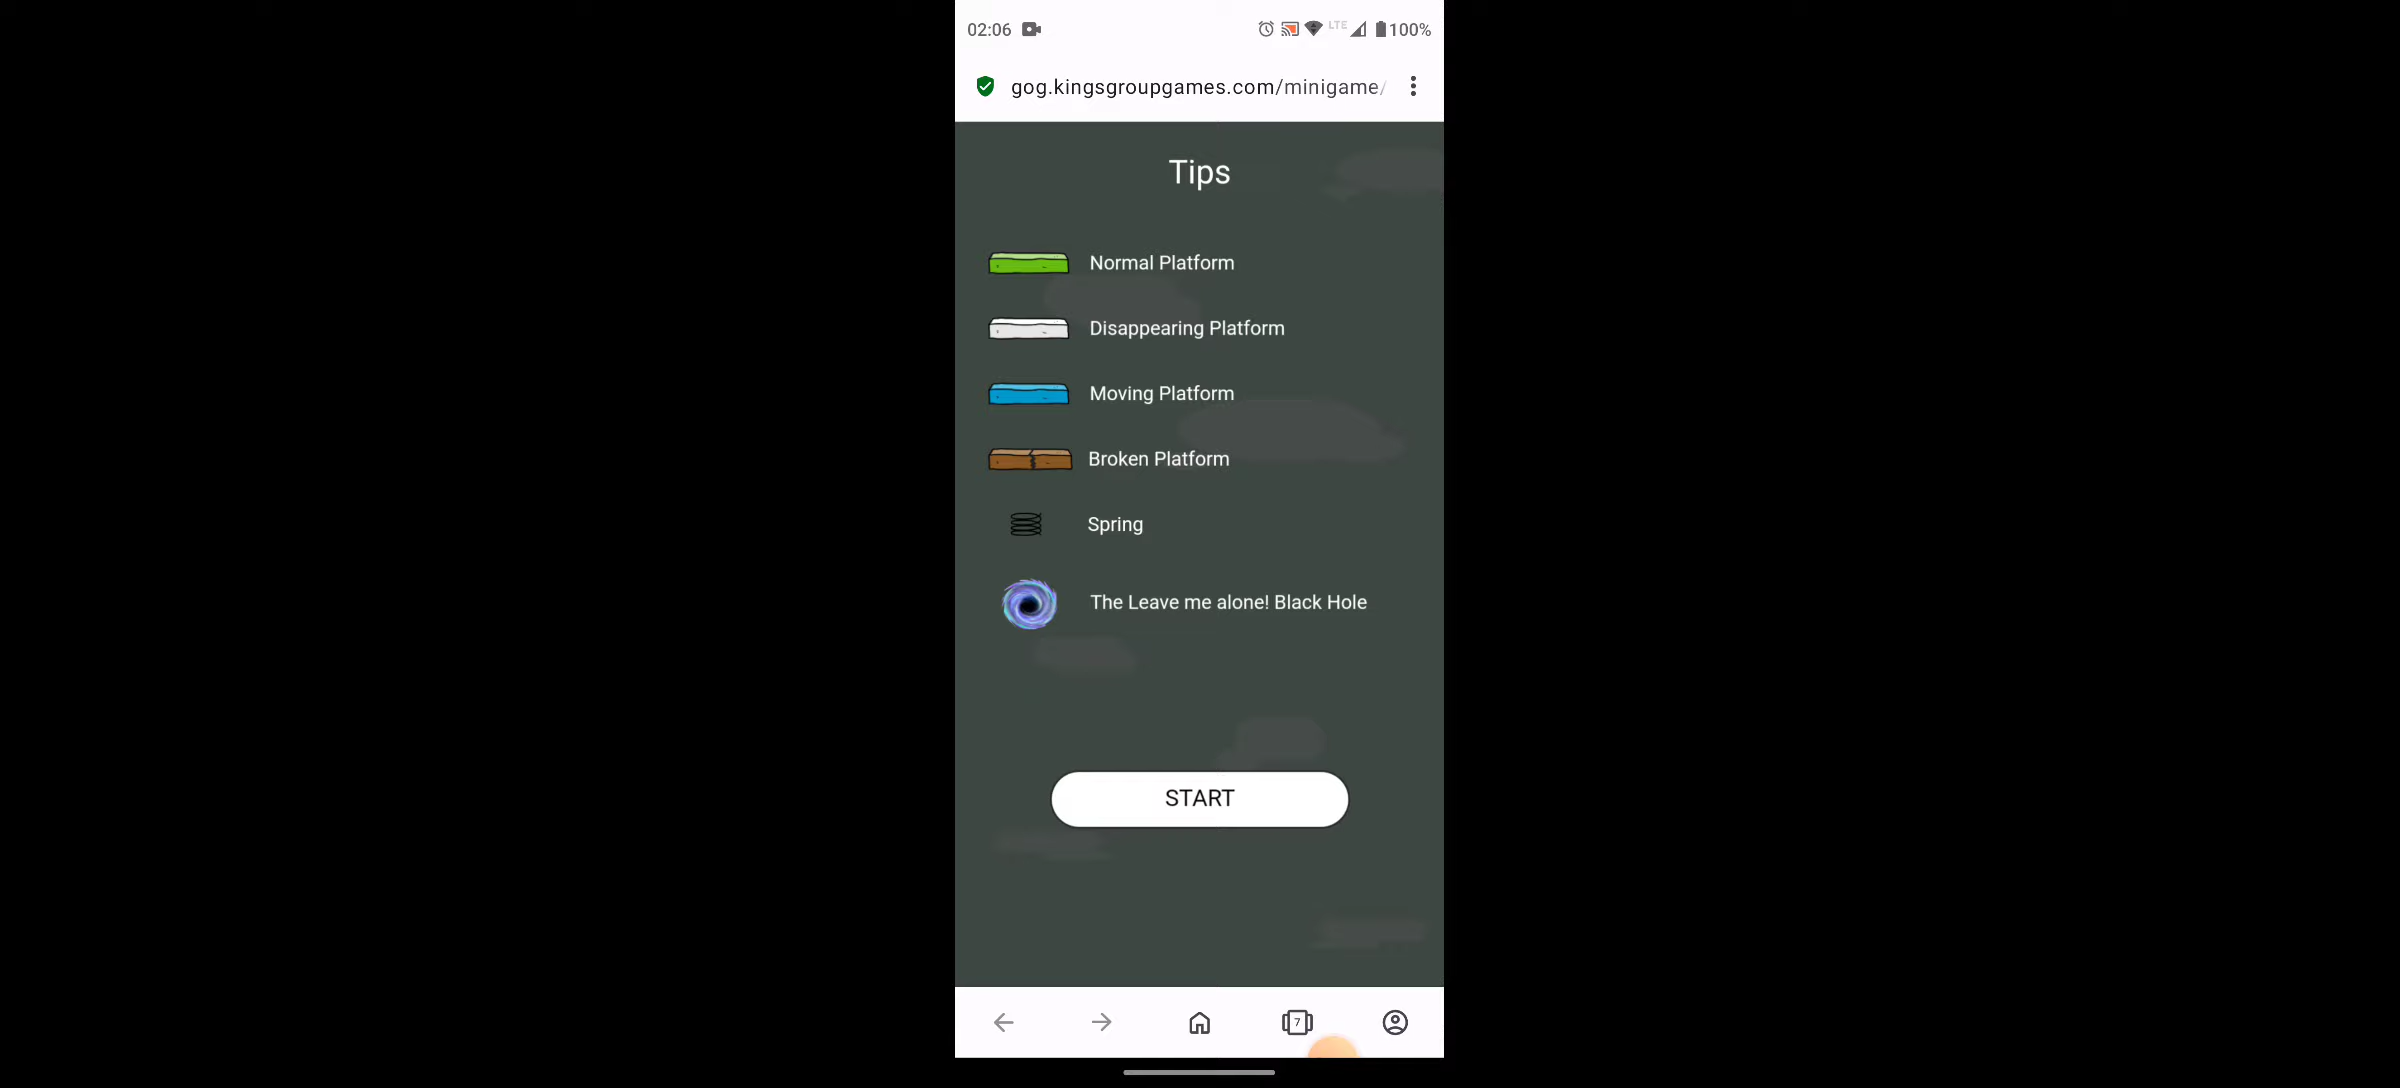 02:06 LTE 100%
gog.kingsgroupgames.com/minigame/
Tips
Normal Platform
Disappearing Platform
Moving Platform
Broken Platform
Spring
The Leave me alone! Black Hole
START
7